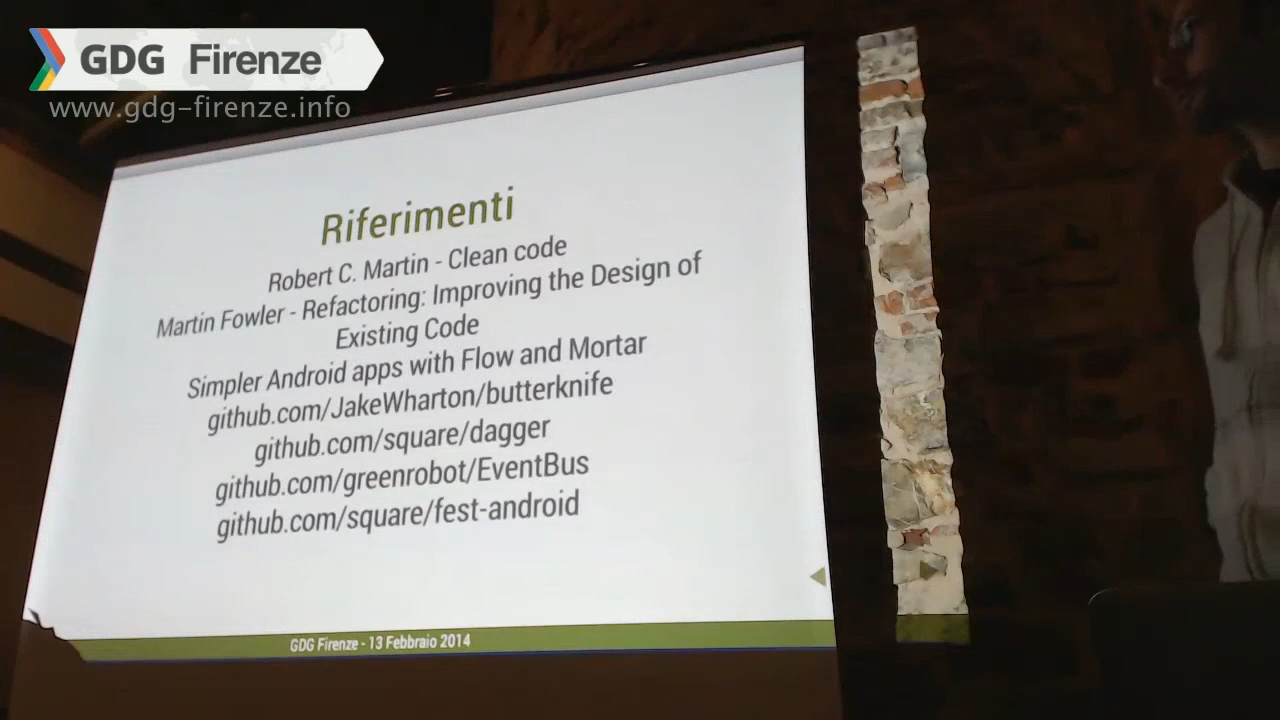 GDG Firenze
www.gdg-firenze.info
Riferimenti
Robert C. Martin - Clean code
Martin Fowler - Refactoring: Improving the Design of
Existing Code
Simpler Android apps with Flow and Mortar
github.com/JakeWharton/butterknife
github.com/square/dagger
github.com/greenrobot/EventBus
github.com/square/fest-android
GDG Firenze - 13 Febbraio 2014